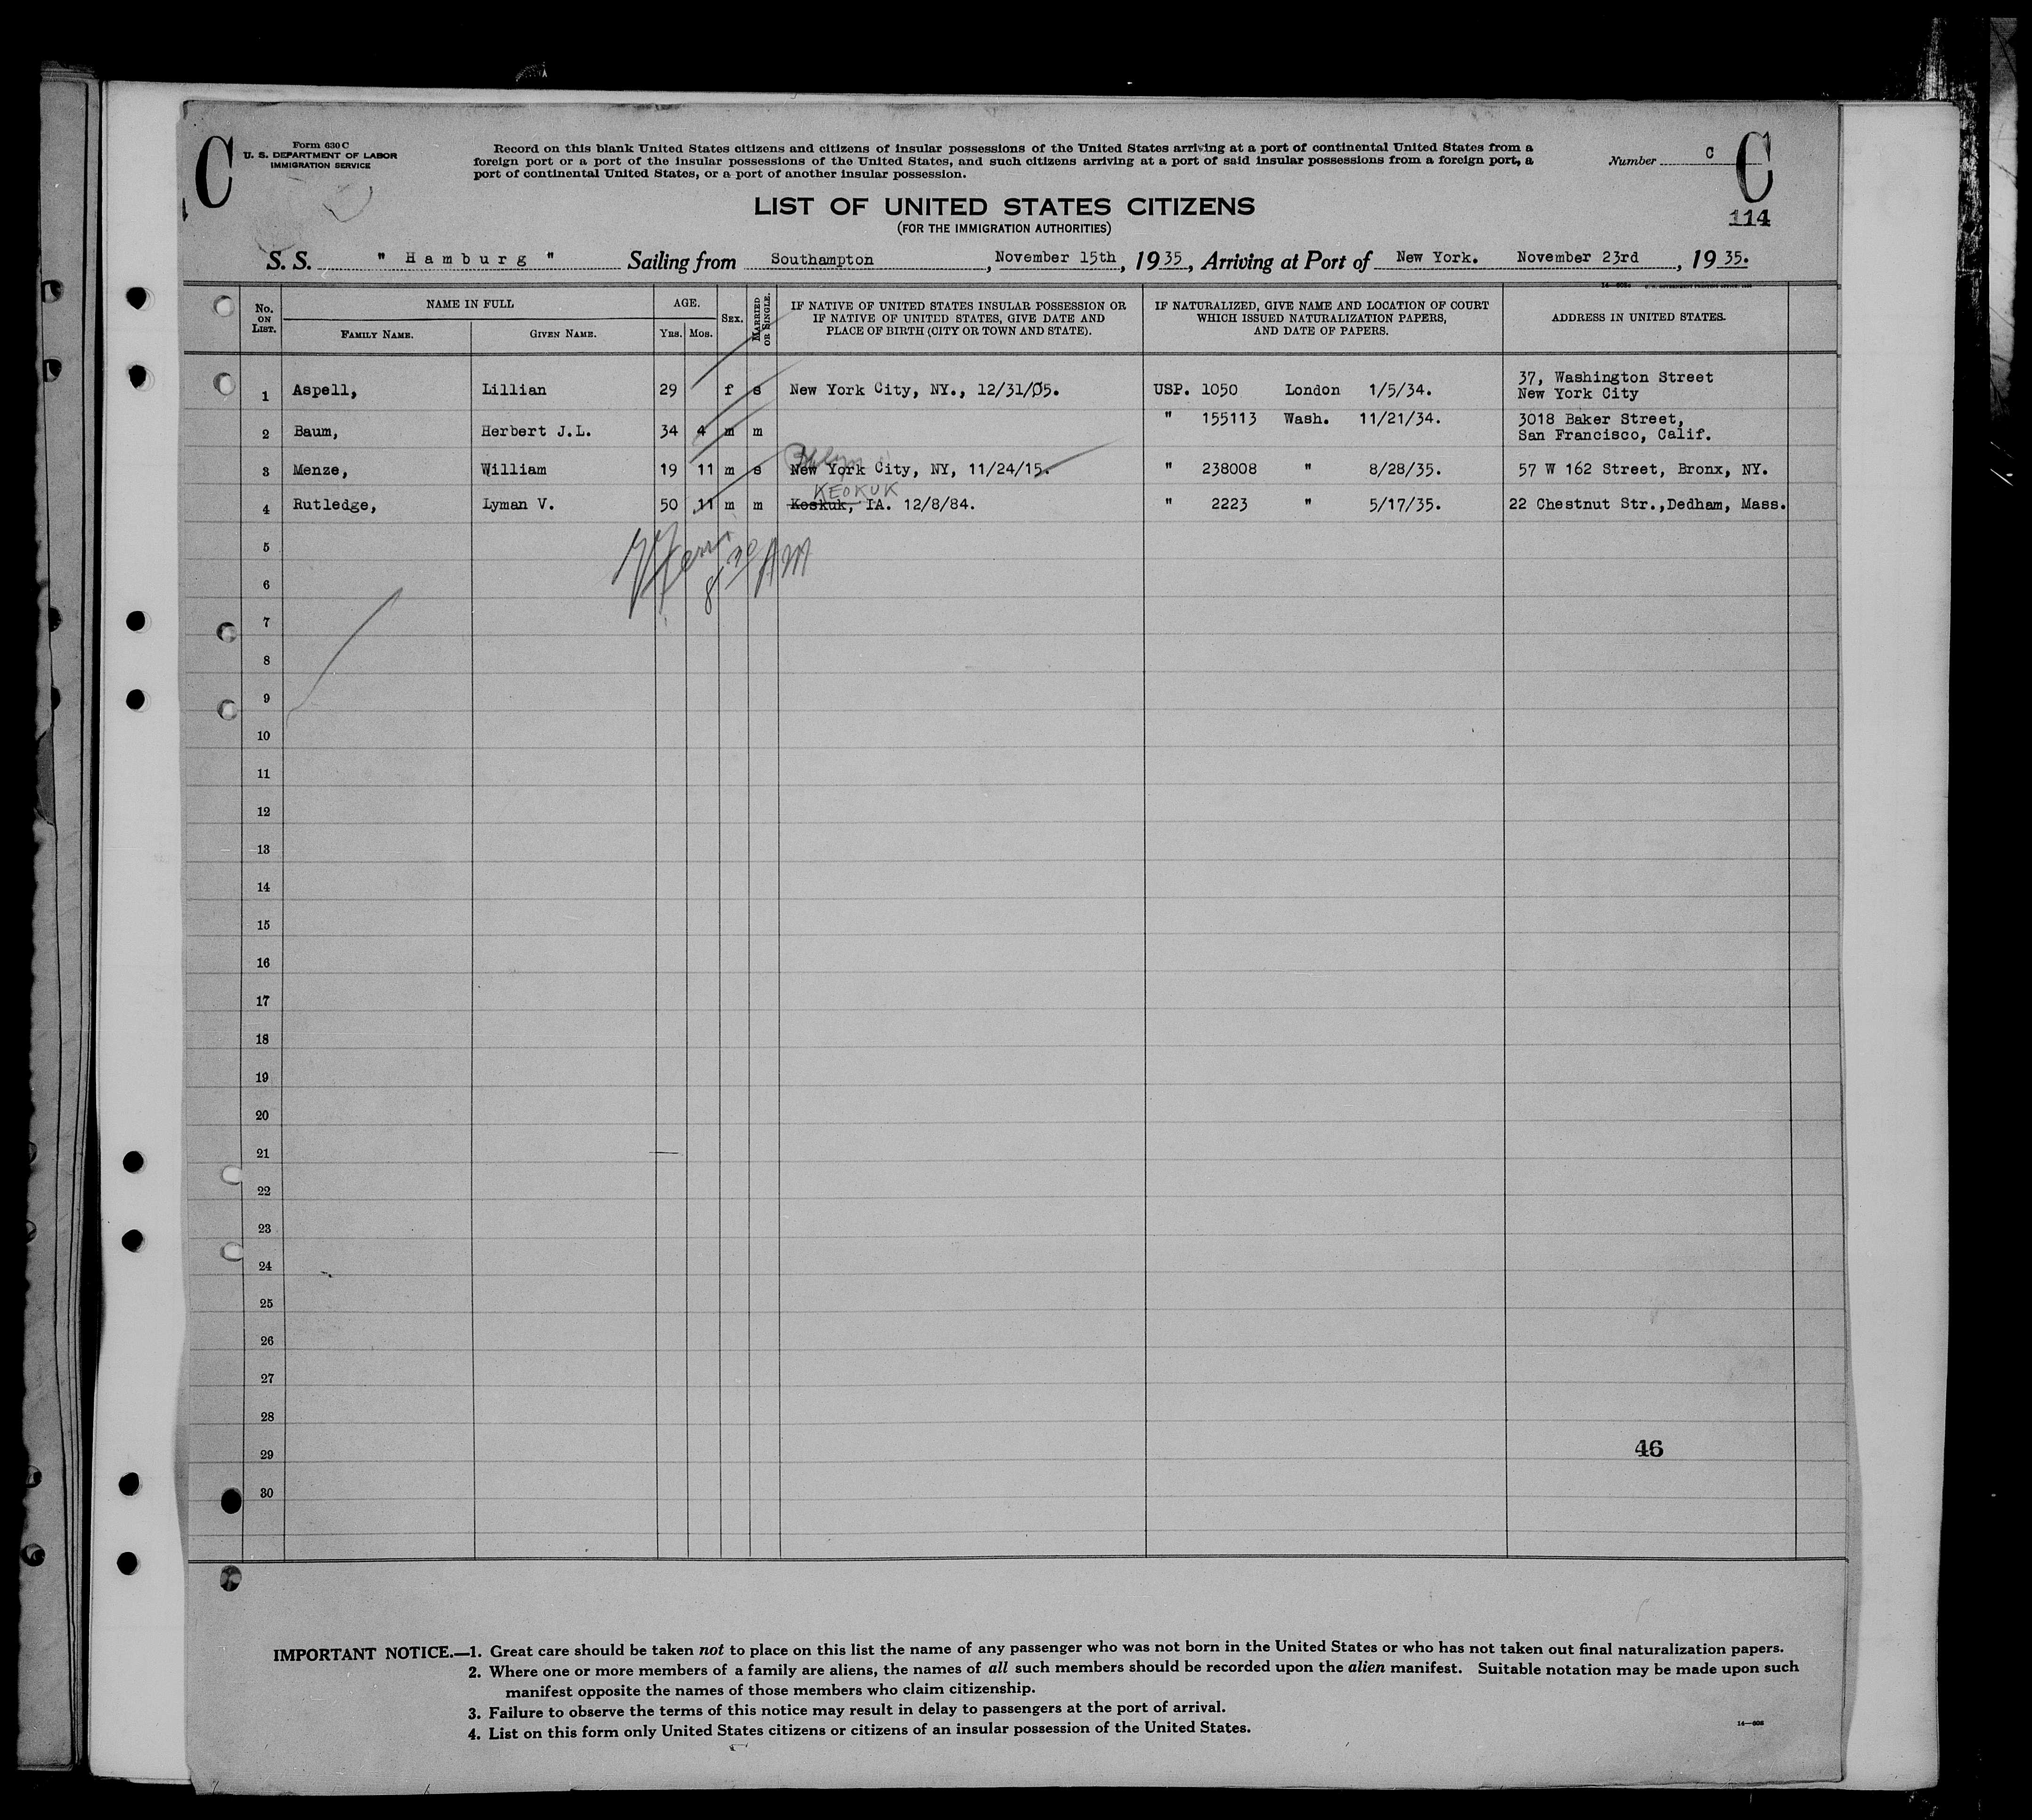 C
Form 630 C
U. S. DEPARTMENT OF LABOR
IMMIGRATION SERVICE
Record on this blank United States citizens and citizens of insular possessions of the United States arriving at a port of continental United States from a
foreign port or a port of the insular possessions of the United States, and such citizens arriving at a port of said insular possessions from a foreign port, a
port of continental United States, or a port of another insular possession.
Number C
C
114
LIST OF UNITED STATES CITIZENS
(FOR THE IMMIGRATION AUTHORITIES)
S. S. " Hamburg " Sailing from Southampton, November 15th, 1935, Arriving at Port of New York. November 23rd, 1935.
No. ON LIST. NAME IN FULL FAMILY NAME. GIVEN NAME. AGE. YRS. MOS. SEX. MARRIED OR SINGLE. IF NATIVE OF UNITED STATES INSULAR POSSESSION OR IF NATIVE OF UNITED STATES, GIVE DATE AND PLACE OF BIRTH (CITY OR TOWN AND STATE). IF NATURALIZED, GIVE NAME AND LOCATION OF COURT WHICH ISSUED NATURALIZATION PAPERS, AND DATE OF PAPERS. ADDRESS IN UNITED STATES.
1 Aspell, Lillian 29 f s New York City, NY., 12/31/05. USP. 1050 London 1/5/34. 37, Washington Street New York City
2 Baum, Herbert J.L. 34 4 m m " 155113 Wash. 11/21/34. 3018 Baker Street, San Francisco, Calif.
3 Menze, William 19 11 m s New York City, NY, 11/24/15. " 238008 " 8/28/35. 57 W 162 Street, Bronx, NY.
KEOKUK
4 Rutledge, Lyman V. 50 11 m m Koskuk, IA. 12/8/84. " 2223 " 5/17/35. 22 Chestnut Str., Dedham, Mass.
8 30 AM
5
6
7
8
9
10
11
12
13
14
15
16
17
18
19
20
21
22
23
24
25
26
27
28
29
46
30
IMPORTANT NOTICE.—1. Great care should be taken not to place on this list the name of any passenger who was not born in the United States or who has not taken out final naturalization papers.
2. Where one or more members of a family are aliens, the names of all such members should be recorded upon the alien manifest. Suitable notation may be made upon such
manifest opposite the names of those members who claim citizenship.
3. Failure to observe the terms of this notice may result in delay to passengers at the port of arrival.
4. List on this form only United States citizens or citizens of an insular possession of the United States.